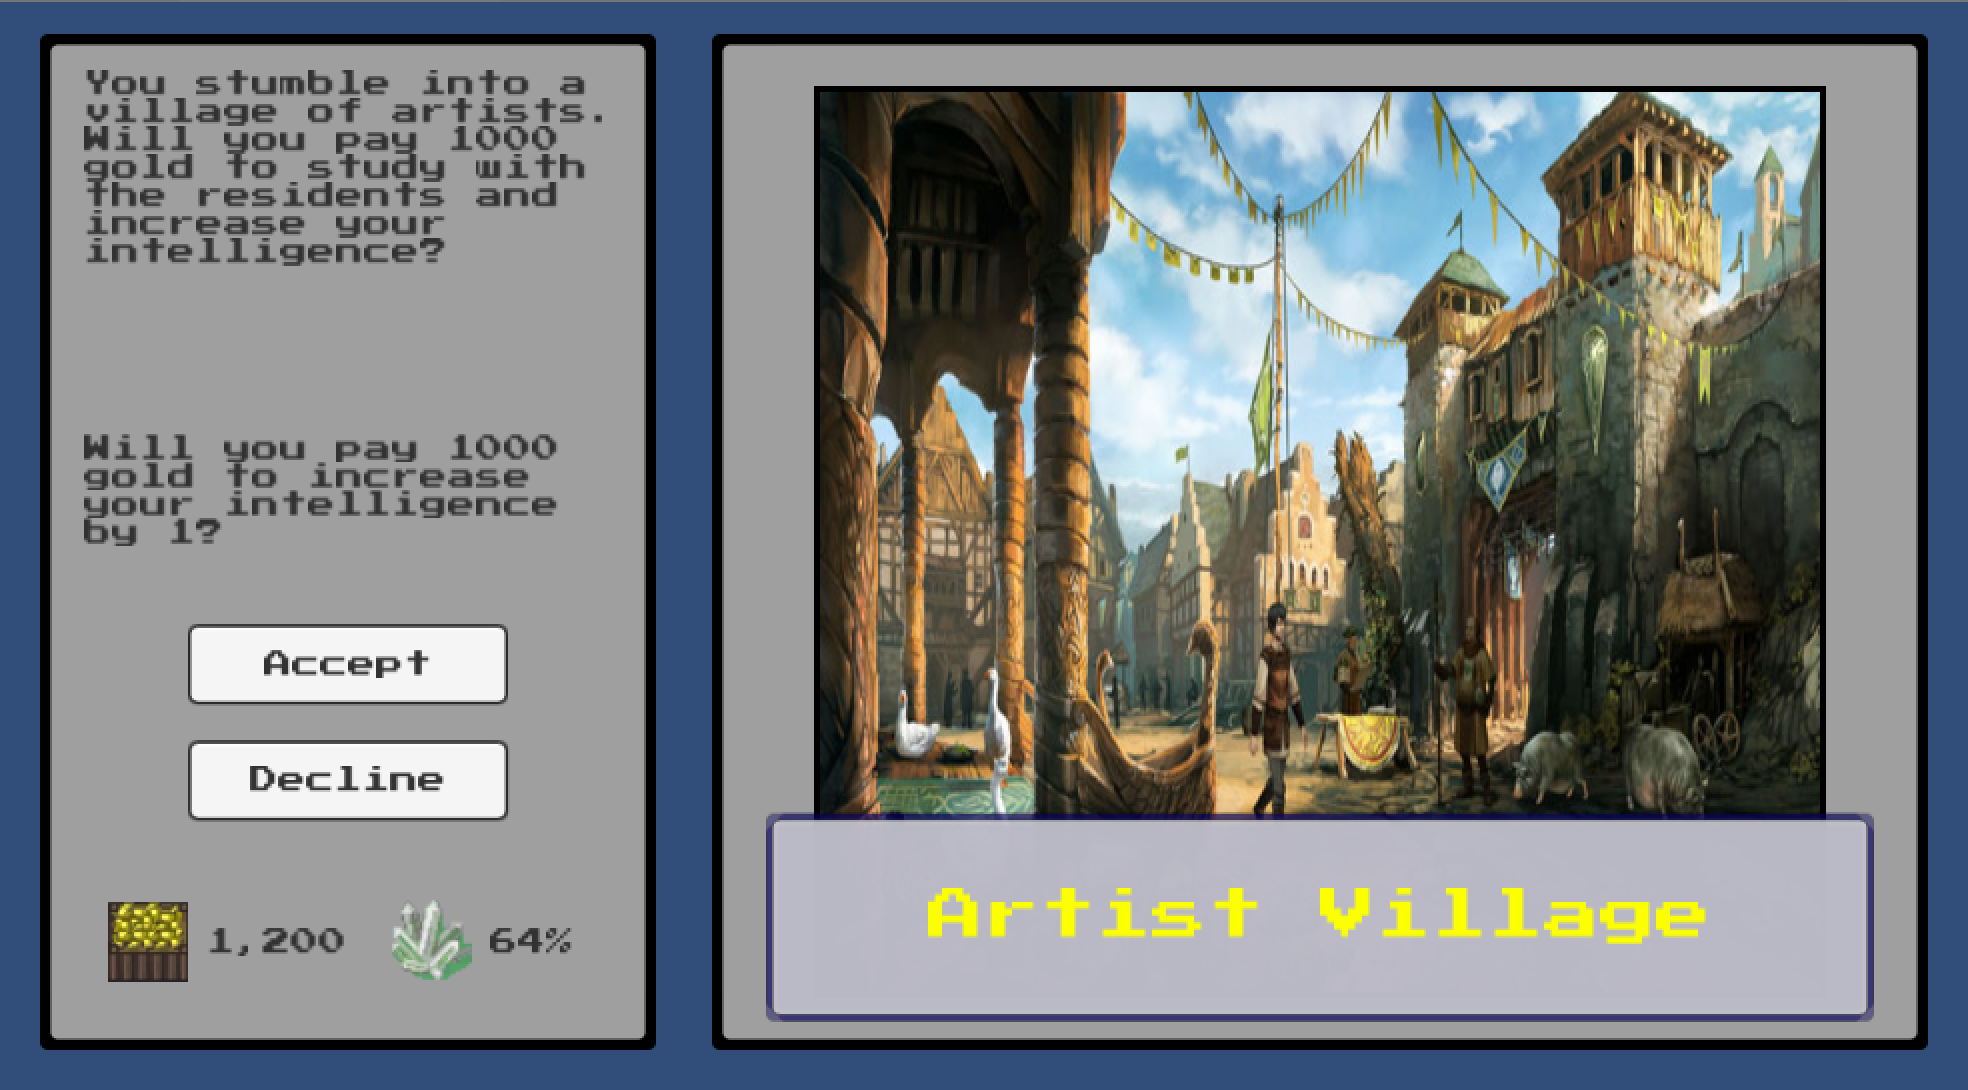 You stumble into a
village of artists.
Will you pay 1000
gold to study with
the residents and
increase your
intelligence?
Will you pay 1000
gold to increase
your intelligence
by 1?
Accept
Decline
1,200 64%
Artist Village